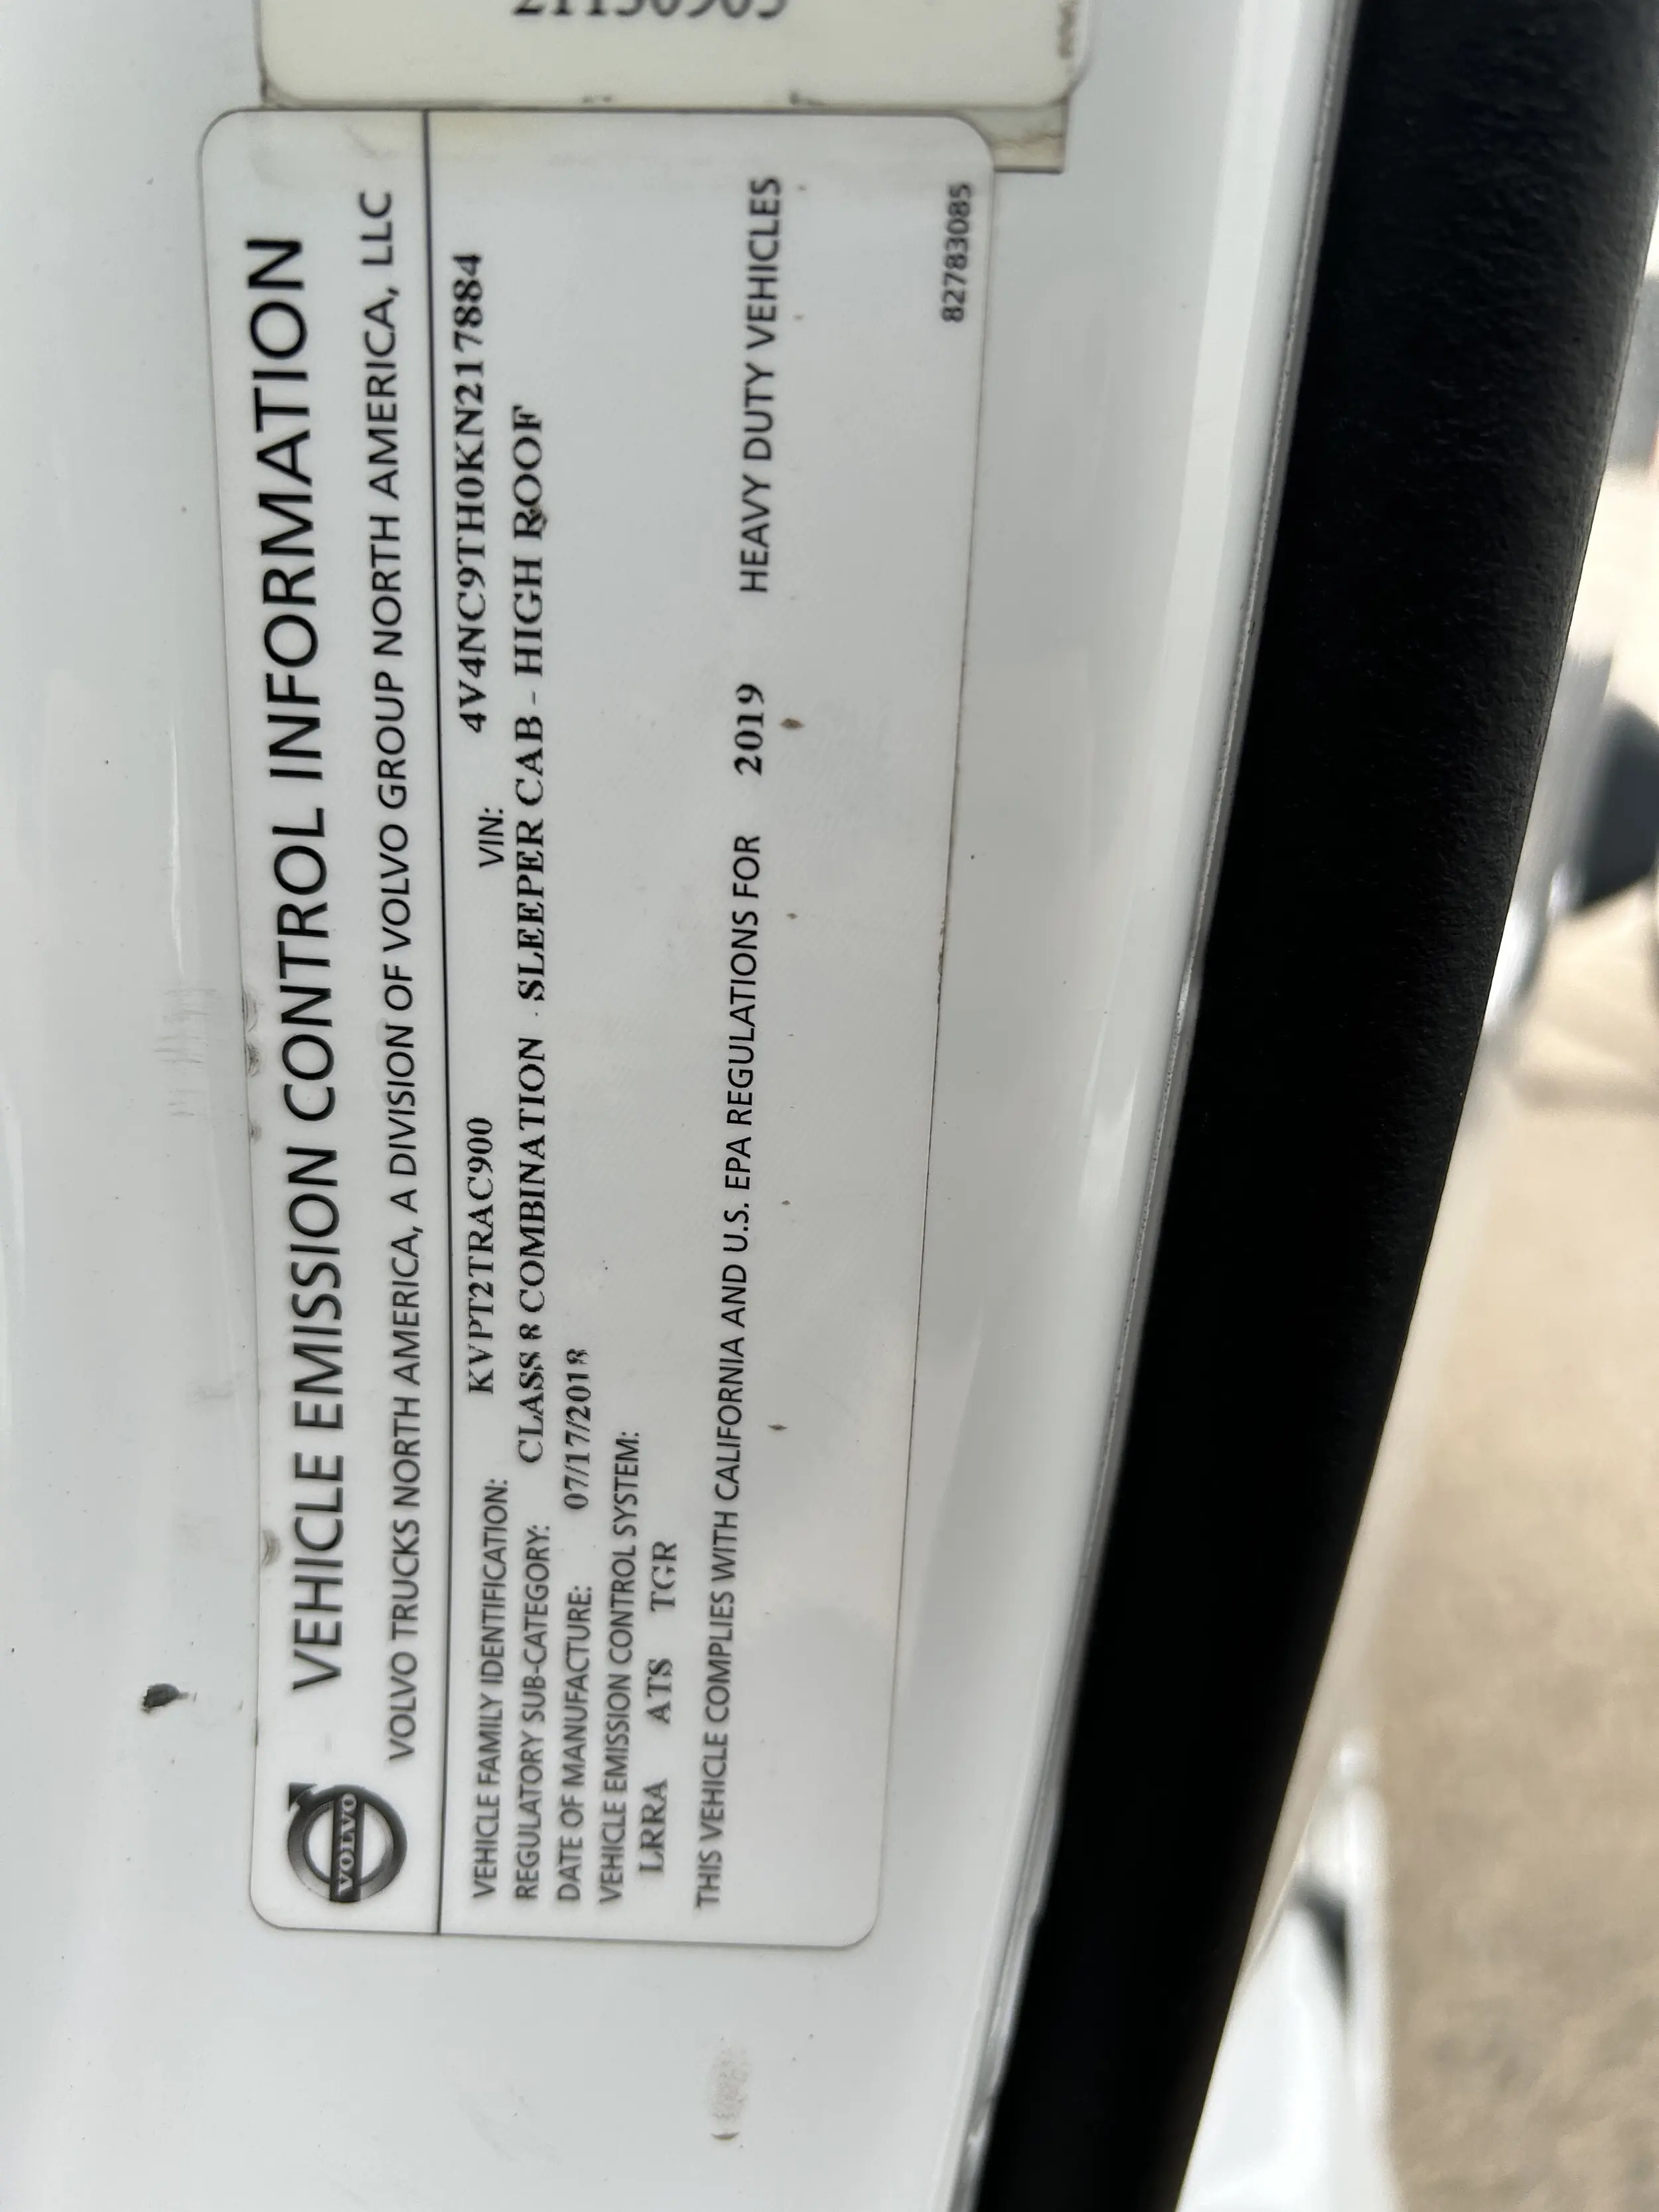 VEHICLE EMISSION CONTROL INFORMATION
VOLVO
VOLVO TRUCKS NORTH AMERICA, A DIVISION OF VOLVO GROUP NORTH AMERICA, LLC
VEHICLE FAMILY IDENTIFICATION: KVPT2TRAC900 VIN: 4V4NC9TH0KN217884
REGULATORY SUB-CATEGORY: CLASS 8 COMBINATION - SLEEPER CAB - HIGH ROOF
DATE OF MANUFACTURE: 07/17/2018
VEHICLE EMISSION CONTROL SYSTEM:
LRRA ATS TGR
THIS VEHICLE COMPLIES WITH CALIFORNIA AND U.S. EPA REGULATIONS FOR 2019 HEAVY DUTY VEHICLES
82783085